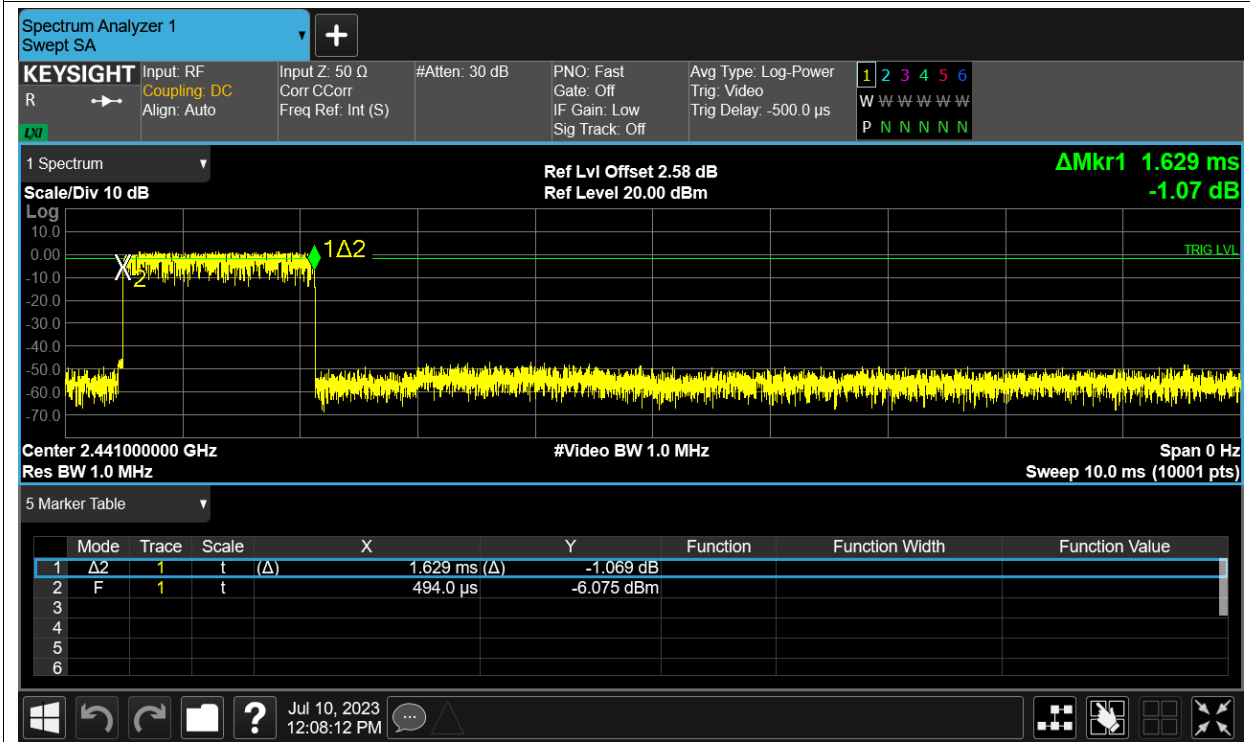 Spectrum Analyzer 1
Swept SA
+
KEYSIGHT
R
LXI
Input: RF
Coupling: DC
Align: Auto
Input Z: 50 Ω
Corr CCorr
Freq Ref: Int (S)
#Atten: 30 dB
PNO: Fast
Gate: Off
IF Gain: Low
Sig Track: Off
Avg Type: Log-Power
Trig: Video
Trig Delay: -500.0 µs
1 2 3 4 5 6
W W W W W W
P N N N N N
1 Spectrum
Scale/Div 10 dB
Ref Lvl Offset 2.58 dB
Ref Level 20.00 dBm
ΔMkr1 1.629 ms
-1.07 dB
Log
10.0
0.00
-10.0
-20.0
-30.0
-40.0
-50.0
-60.0
-70.0
X
2
1Δ2
TRIG LVL
Center 2.441000000 GHz
#Video BW 1.0 MHz
Span 0 Hz
Res BW 1.0 MHz
Sweep 10.0 ms (10001 pts)
5 Marker Table
Mode Trace Scale X Y Function Function Width Function Value
1 Δ2 1 t (Δ) 1.629 ms (Δ) -1.069 dB
2 F 1 t 494.0 µs -6.075 dBm
3
4
5
6
?
Jul 10, 2023
12:08:12 PM